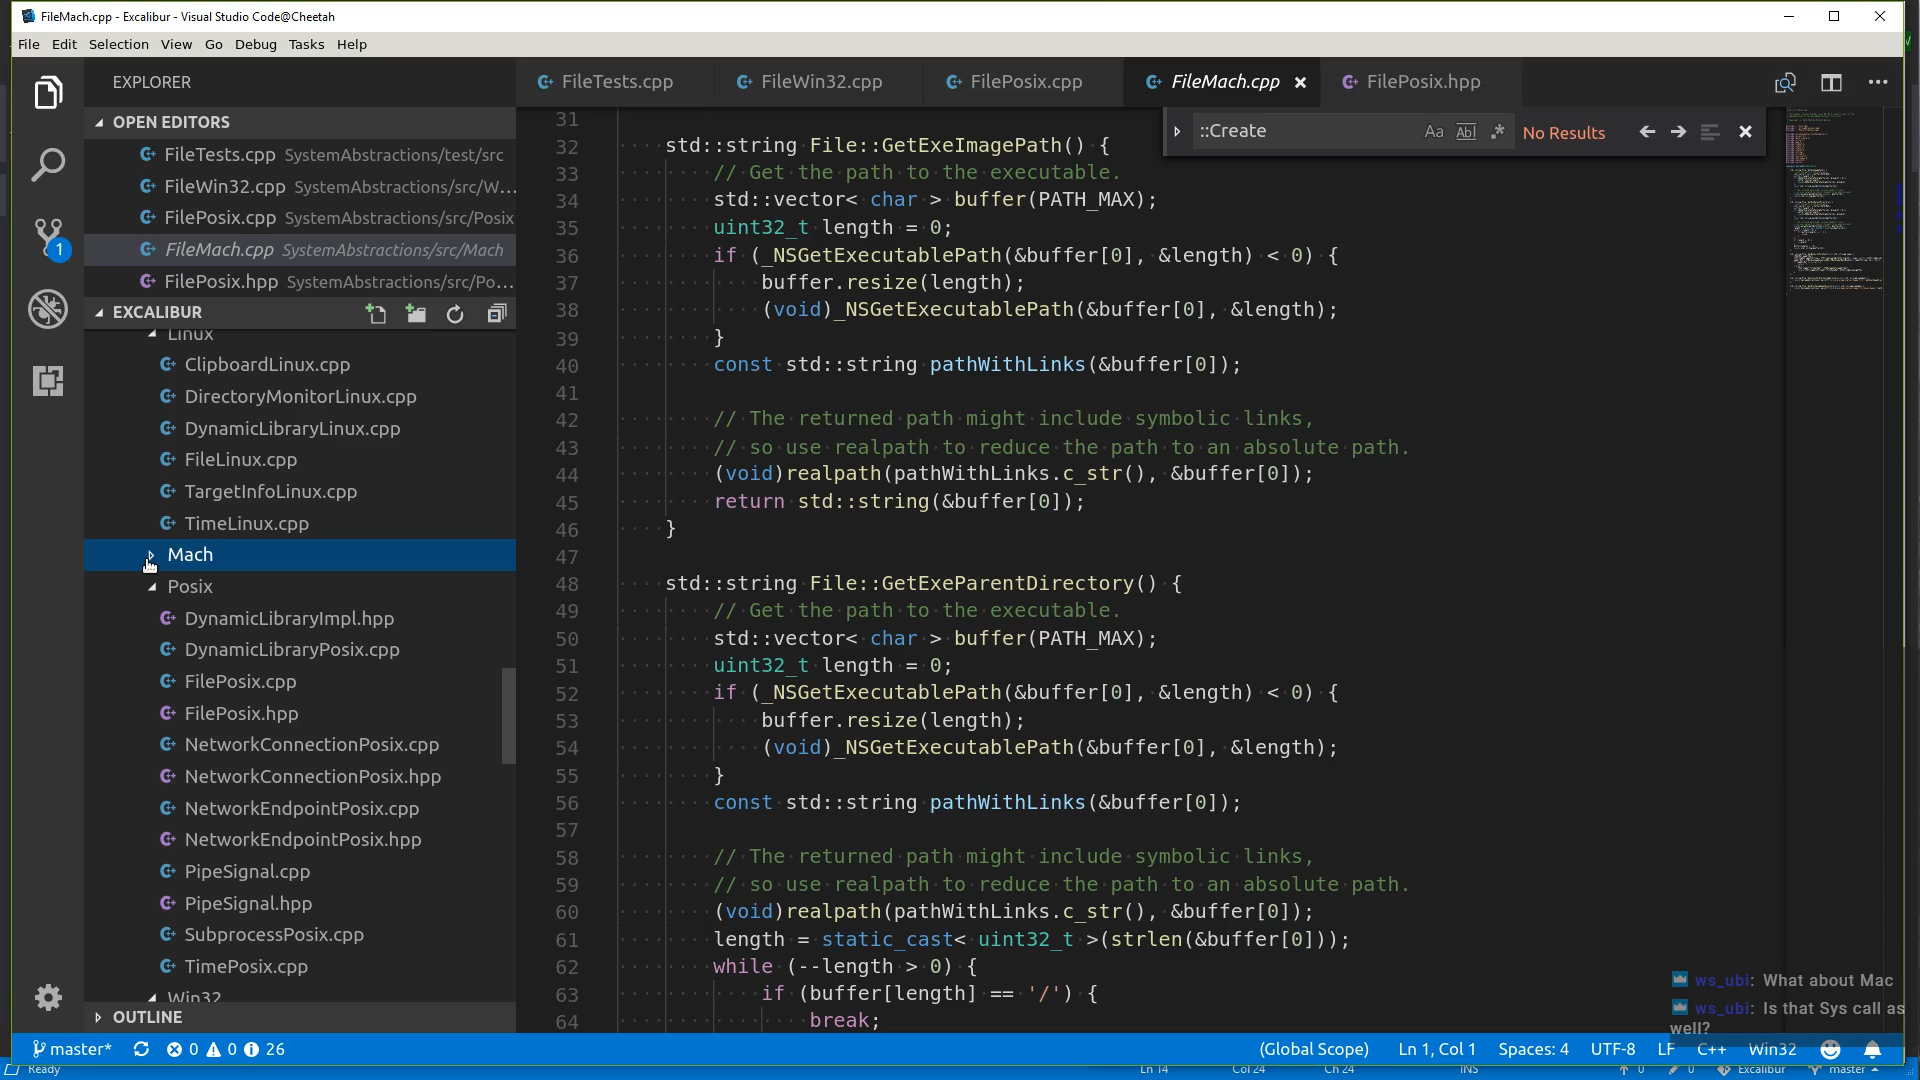 FileMach.cpp - Excalibur - Visual Studio Code@Cheetah
File Edit Selection View Go Debug Tasks Help
EXPLORER
FileTests.cpp FileWin32.cpp FilePosix.cpp FileMach.cpp FilePosix.hpp
OPEN EDITORS
FileTests.cpp SystemAbstractions/test/src
FileWin32.cpp SystemAbstractions/src/W...
FilePosix.cpp SystemAbstractions/src/Posix
FileMach.cpp SystemAbstractions/src/Mach
FilePosix.hpp SystemAbstractions/src/Po...
EXCALIBUR
Linux
ClipboardLinux.cpp
DirectoryMonitorLinux.cpp
DynamicLibraryLinux.cpp
FileLinux.cpp
TargetInfoLinux.cpp
TimeLinux.cpp
Mach
Posix
DynamicLibraryImpl.hpp
DynamicLibraryPosix.cpp
FilePosix.cpp
FilePosix.hpp
NetworkConnectionPosix.cpp
NetworkConnectionPosix.hpp
NetworkEndpointPosix.cpp
NetworkEndpointPosix.hpp
PipeSignal.cpp
PipeSignal.hpp
SubprocessPosix.cpp
TimePosix.cpp
Win32
OUTLINE
::Create Aa Abl .* No Results
31
32 std::string File::GetExeImagePath() {
33 // Get the path to the executable.
34 std::vector< char > buffer(PATH_MAX);
35 uint32_t length = 0;
36 if (_NSGetExecutablePath(&buffer[0], &length) < 0) {
37 buffer.resize(length);
38 (void)_NSGetExecutablePath(&buffer[0], &length);
39 }
40 const std::string pathWithLinks(&buffer[0]);
41
42 // The returned path might include symbolic links,
43 // so use realpath to reduce the path to an absolute path.
44 (void)realpath(pathWithLinks.c_str(), &buffer[0]);
45 return std::string(&buffer[0]);
46 }
47
48 std::string File::GetExeParentDirectory() {
49 // Get the path to the executable.
50 std::vector< char > buffer(PATH_MAX);
51 uint32_t length = 0;
52 if (_NSGetExecutablePath(&buffer[0], &length) < 0) {
53 buffer.resize(length);
54 (void)_NSGetExecutablePath(&buffer[0], &length);
55 }
56 const std::string pathWithLinks(&buffer[0]);
57
58 // The returned path might include symbolic links,
59 // so use realpath to reduce the path to an absolute path.
60 (void)realpath(pathWithLinks.c_str(), &buffer[0]);
61 length = static_cast< uint32_t >(strlen(&buffer[0]));
62 while (--length > 0) {
63 if (buffer[length] == '/') {
64 break;
ws_ubi: What about Mac
ws_ubi: Is that Sys call as
well?
1
master* 0 0 26 (Global Scope) Ln 1, Col 1 Spaces: 4 UTF-8 LF C++ Win32
Ready Ln 14 Col 24 Ch 24 INS 0 0 Excalibur master